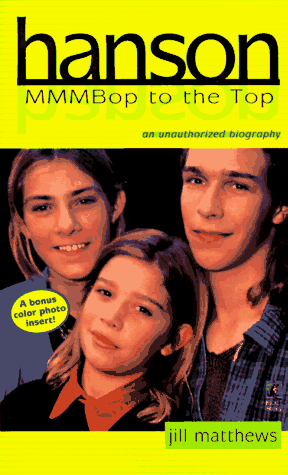 hanson
MMMBop to the Top
an unauthorized biography
A bonus
color photo
insert!
jill matthews